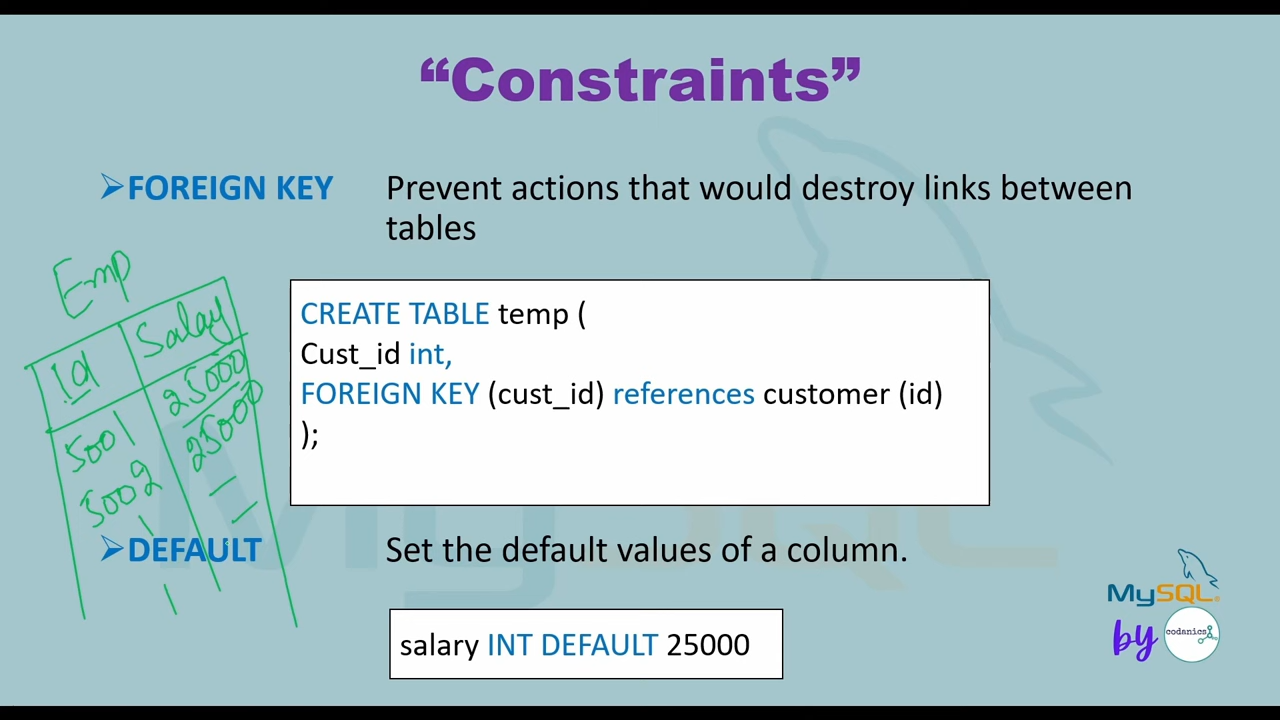 “Constraints”
➢FOREIGN KEY Prevent actions that would destroy links between
tables
Emp
id Salay
5001 25000
5002 25000
CREATE TABLE temp (
Cust_id int,
FOREIGN KEY (cust_id) references customer (id)
);
➢DEFAULT Set the default values of a column.
salary INT DEFAULT 25000
MySQL
MySQL
by codanics